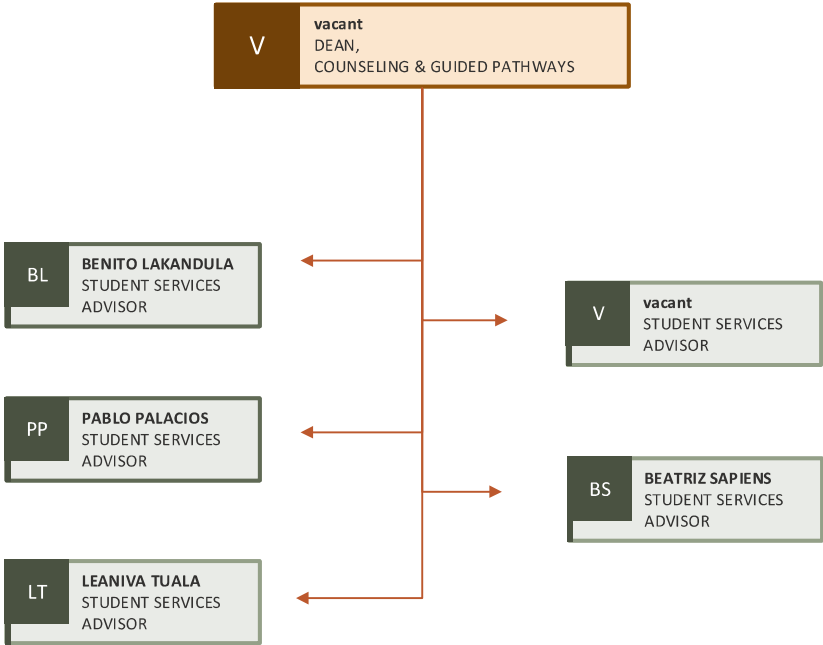 V
vacant
DEAN,
COUNSELING & GUIDED PATHWAYS
BL
BENITO LAKANDULA
STUDENT SERVICES
ADVISOR
V
vacant
STUDENT SERVICES
ADVISOR
PP
PABLO PALACIOS
STUDENT SERVICES
ADVISOR
BS
BEATRIZ SAPIENS
STUDENT SERVICES
ADVISOR
LT
LEANIVA TUALA
STUDENT SERVICES
ADVISOR